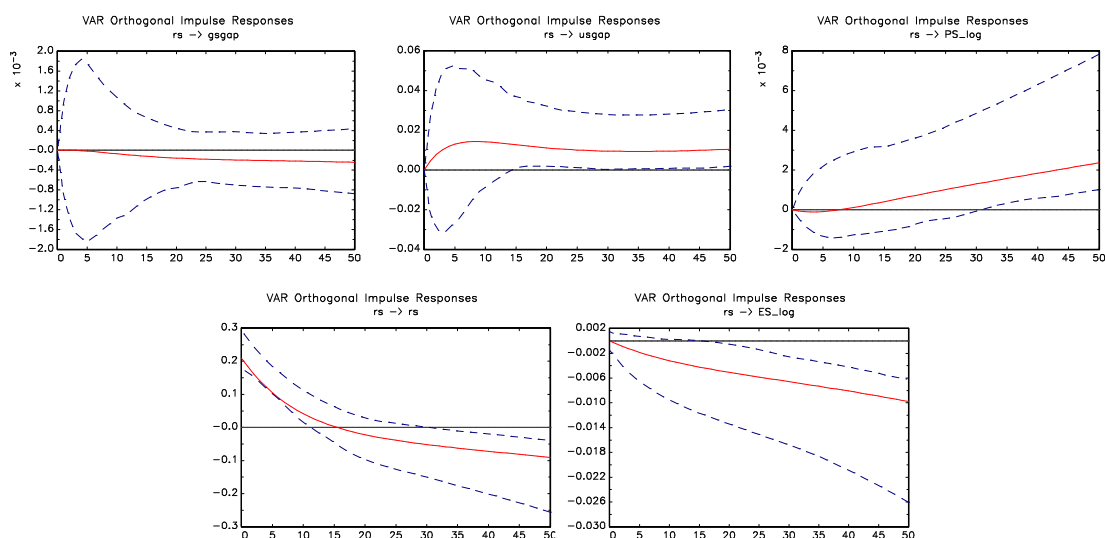 VAR Orthogonal Impulse Responses
rs -> gsgap
x 10⁻³
2.0
1.6
1.2
0.8
0.4
-0.0
-0.4
-0.8
-1.2
-1.6
-2.0
0 5 10 15 20 25 30 35 40 45 50
VAR Orthogonal Impulse Responses
rs -> usgap
0.06
0.04
0.02
0.00
-0.02
-0.04
0 5 10 15 20 25 30 35 40 45 50
VAR Orthogonal Impulse Responses
rs -> PS_log
x 10⁻³
8
6
4
2
0
-2
0 5 10 15 20 25 30 35 40 45 50
VAR Orthogonal Impulse Responses
rs -> rs
0.3
0.2
0.1
-0.0
-0.1
-0.2
-0.3
0 5 10 15 20 25 30 35 40 45 50
VAR Orthogonal Impulse Responses
rs -> ES_log
0.002
-0.002
-0.006
-0.010
-0.014
-0.018
-0.022
-0.026
-0.030
0 5 10 15 20 25 30 35 40 45 50